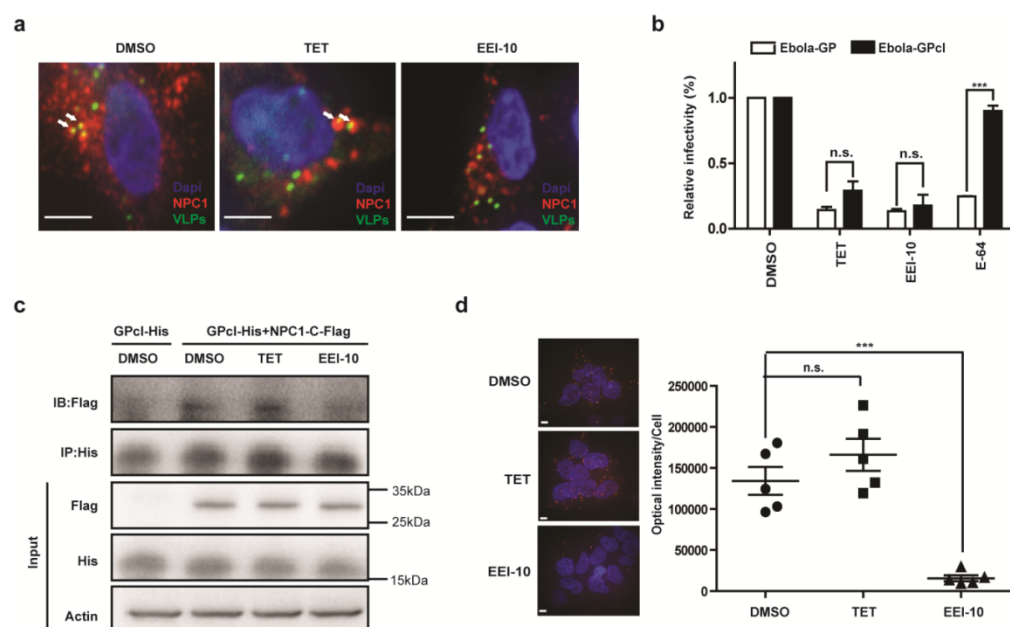 a
DMSO
TET
EEI-10
Dapi
NPC1
VLPs
Dapi
NPC1
VLPs
Dapi
NPC1
VLPs
b
Ebola-GP
Ebola-GPcl
Relative infectivity (%)
1.0
0.5
0.0
n.s.
n.s.
***
DMSO
TET
EEI-10
E-64
c
GPcl-His
GPcl-His+NPC1-C-Flag
DMSO
DMSO
TET
EEI-10
IB:Flag
IP:His
Input
Flag
His
Actin
35kDa
25kDa
15kDa
d
DMSO
TET
EEI-10
Optical intensity/Cell
250000
200000
150000
100000
50000
0
***
n.s.
DMSO
TET
EEI-10